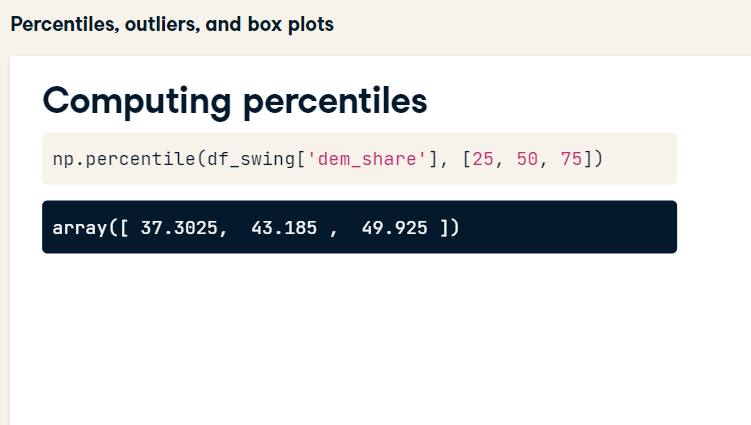 Percentiles, outliers, and box plots
Computing percentiles
np.percentile(df_swing['dem_share'], [25, 50, 75])
array([ 37.3025,  43.185 ,  49.925 ])